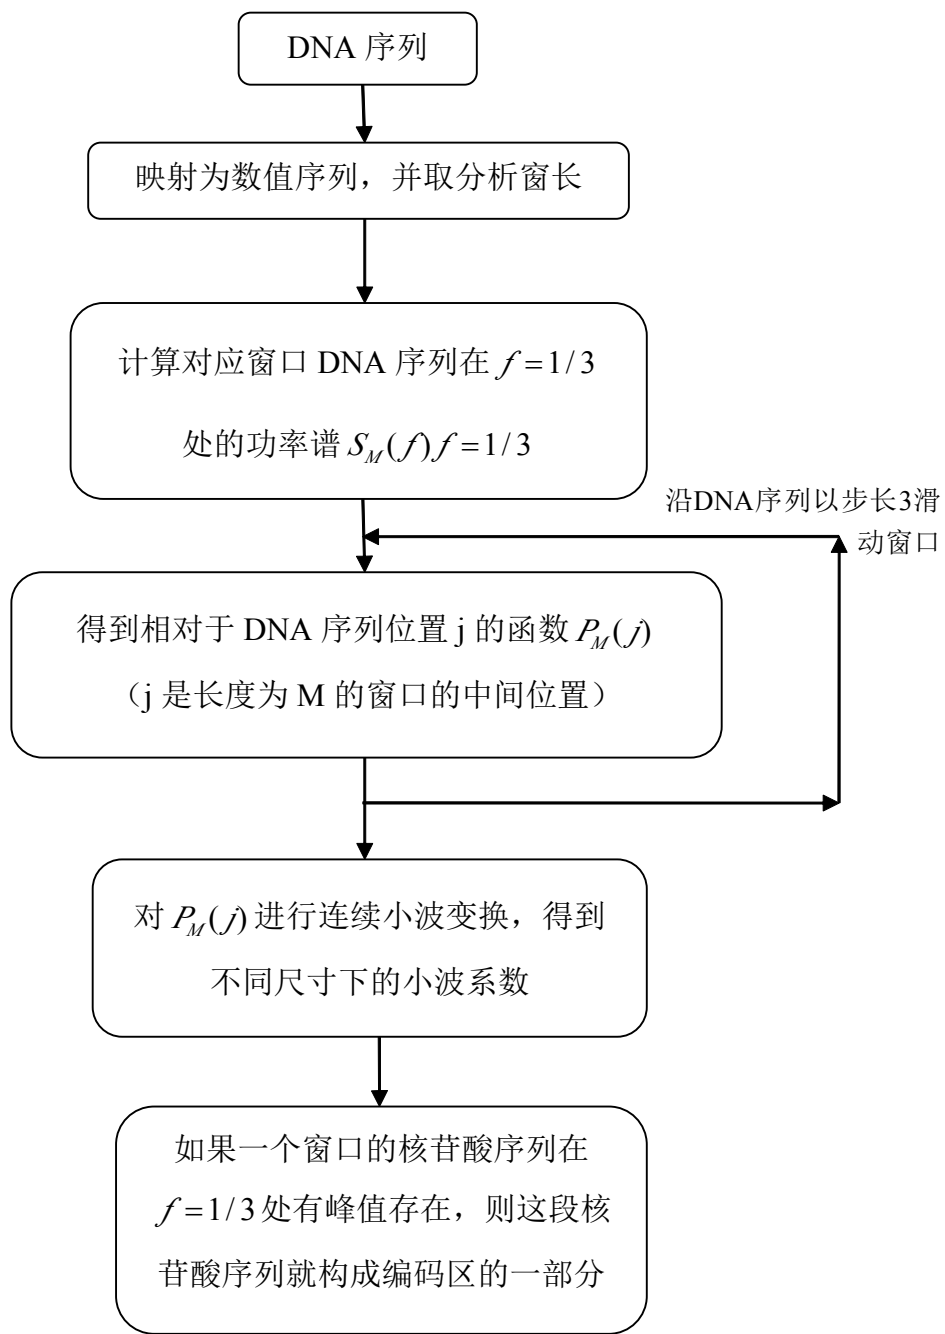 DNA 序列
映射为数值序列，并取分析窗长
计算对应窗口 DNA 序列在 f=1/3
处的功率谱 S_M(f) f=1/3
沿DNA序列以步长3滑
动窗口
得到相对于 DNA 序列位置 j 的函数 P_M(j)
（j 是长度为 M 的窗口的中间位置）
对 P_M(j) 进行连续小波变换，得到
不同尺寸下的小波系数
如果一个窗口的核苷酸序列在
f=1/3 处有峰值存在，则这段核
苷酸序列就构成编码区的一部分